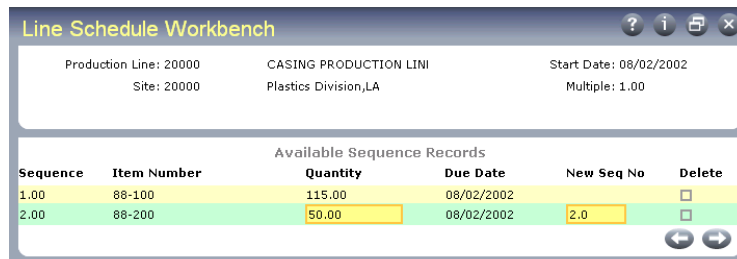 Line Schedule Workbench
Production Line: 20000 CASING PRODUCTION LINI Start Date: 08/02/2002
Site: 20000 Plastics Division,LA Multiple: 1.00
Available Sequence Records
Sequence Item Number Quantity Due Date New Seq No Delete
1.00 88-100 115.00 08/02/2002
2.00 88-200 50.00 08/02/2002 2.0